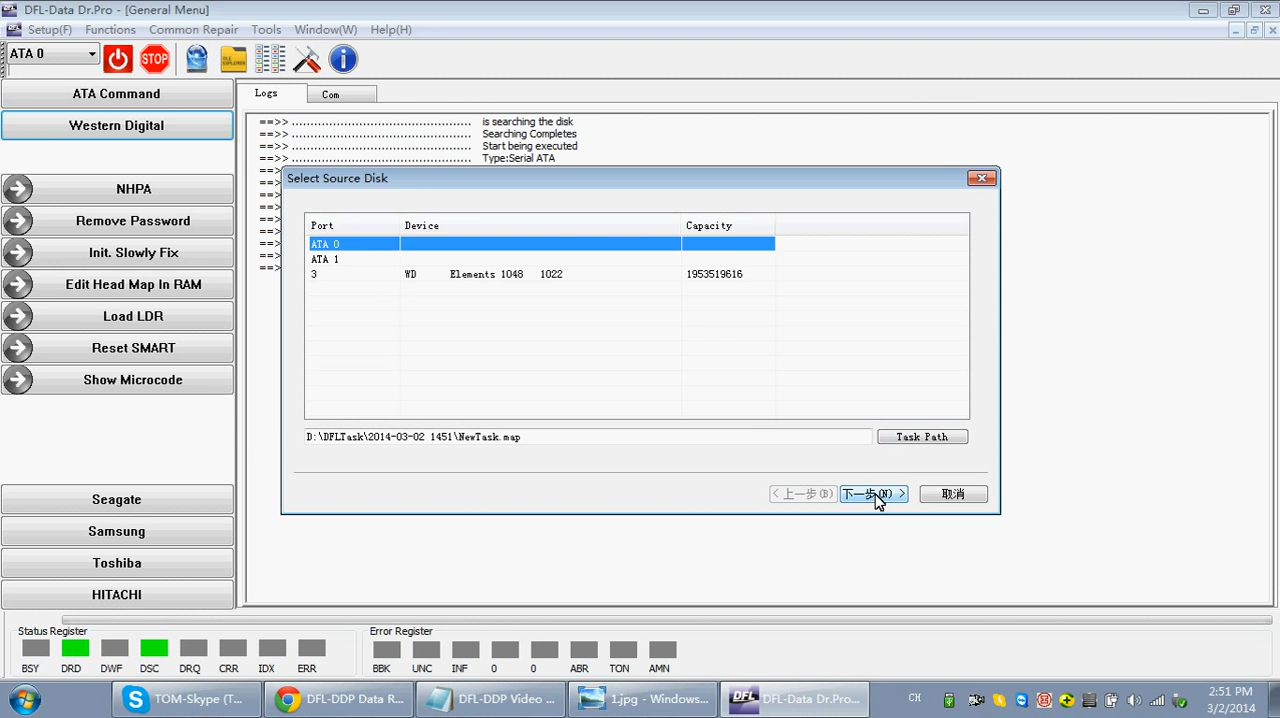 DFL-Data Dr.Pro - [General Menu]
Setup(F) Functions Common Repair Tools Window(W) Help(H)
ATA 0 STOP FILE EXPLORER
ATA Command
Western Digital
NHPA
Remove Password
Init. Slowly Fix
Edit Head Map In RAM
Load LDR
Reset SMART
Show Microcode
Seagate
Samsung
Toshiba
HITACHI
Logs Com
==>> ............................................... is searching the disk
==>> ............................................... Searching Completes
==>> ............................................... Start being executed
==>> ............................................... Type:Serial ATA
==>
==>
==>
==>
==>
==>
==>
==>
==>
Select Source Disk
Port Device Capacity
ATA 0
ATA 1
3 WD Elements 1048 1022 1953519616
D:\DFLTask\2014-03-02 1451\NewTask.map Task Path
< 上一步(B) 下一步(N) > 取消
Status Register Error Register
BSY DRD DWF DSC DRQ CRR IDX ERR BBK UNC INF 0 0 ABR TON AMN
TOM-Skype (T... DFL-DDP Data R... DFL-DDP Video ... 1.jpg - Windows... DFL DFL-Data Dr.Pro... CH 2:51 PM
3/2/2014